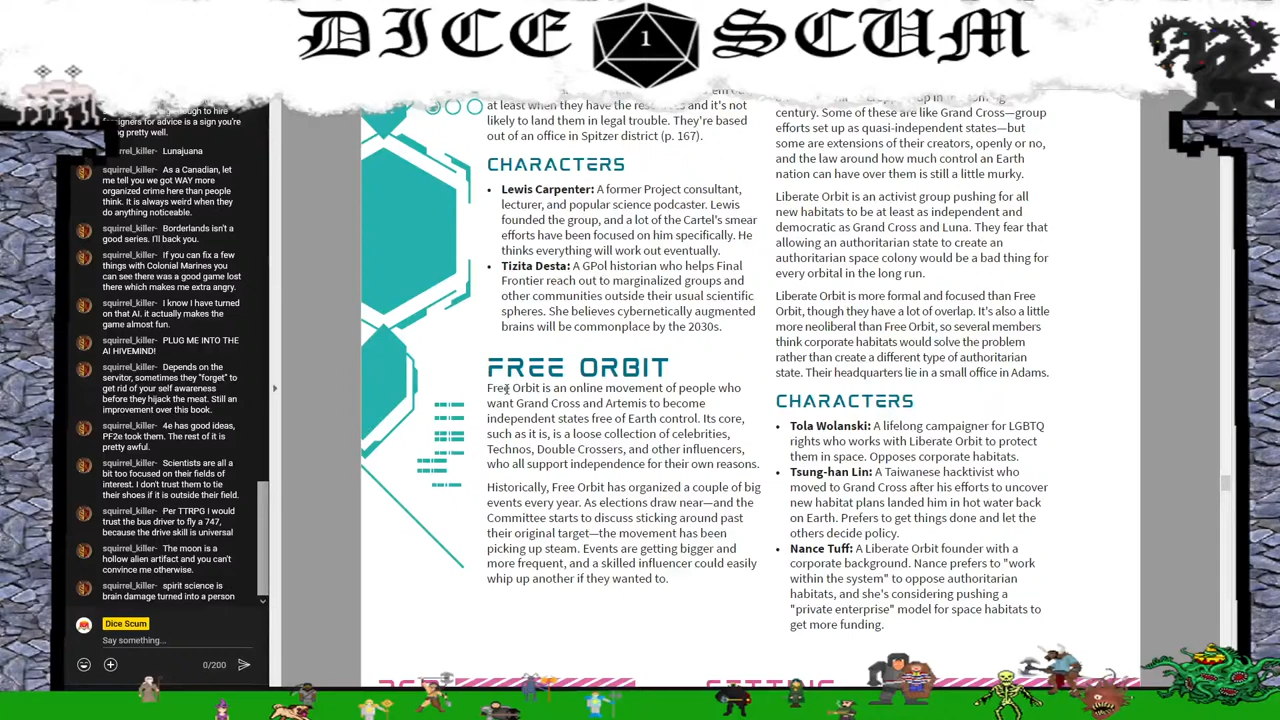 DICE SCUM
1
foreigners for advice is a sign you're
doing pretty well.
squirrel_killer- Lunajuana
squirrel_killer- As a Canadian, let
me tell you we got WAY more
organized crime here than people
think. It is always weird when they
do anything noticeable.
squirrel_killer- Borderlands isn't a
good series. I'll back you.
squirrel_killer- If you can fix a few
things with Colonial Marines you
can see there was a good game lost
there which makes me extra angry.
squirrel_killer- I know I have turned
on that AI. it actually makes the
game almost fun.
squirrel_killer- PLUG ME INTO THE
AI HIVEMIND!
squirrel_killer- Depends on the
servitor, sometimes they "forget" to
get rid of your self awareness
before they hijack the meat. Still an
improvement over this book.
squirrel_killer- 4e has good ideas,
PF2e took them. The rest of it is
pretty awful.
squirrel_killer- Scientists are all a
bit too focused on their fields of
interest. I don't trust them to tie
their shoes if it is outside their field.
squirrel_killer- Per TTRPG I would
trust the bus driver to fly a 747,
because the drive skill is universal
squirrel_killer- The moon is a
hollow alien artifact and you can't
convince me otherwise.
squirrel_killer- spirit science is
brain damage turned into a person
Dice Scum
Say something...
0/200
at least when they have the and it's not
likely to land them in legal trouble. They're based
out of an office in Spitzer district (p. 167).
CHARACTERS
• Lewis Carpenter: A former Project consultant,
lecturer, and popular science podcaster. Lewis
founded the group, and a lot of the Cartel's smear
efforts have been focused on him specifically. He
thinks everything will work out eventually.
• Tizita Desta: A GPol historian who helps Final
Frontier reach out to marginalized groups and
other communities outside their usual scientific
spheres. She believes cybernetically augmented
brains will be commonplace by the 2030s.
FREE ORBIT
Free Orbit is an online movement of people who
want Grand Cross and Artemis to become
independent states free of Earth control. Its core,
such as it is, is a loose collection of celebrities,
Technos, Double Crossers, and other influencers,
who all support independence for their own reasons.
Historically, Free Orbit has organized a couple of big
events every year. As elections draw near—and the
Committee starts to discuss sticking around past
their original target—the movement has been
picking up steam. Events are getting bigger and
more frequent, and a skilled influencer could easily
whip up another if they wanted to.
century. Some of these are like Grand Cross—group
efforts set up as quasi-independent states—but
some are extensions of their creators, openly or no,
and the law around how much control an Earth
nation can have over them is still a little murky.
Liberate Orbit is an activist group pushing for all
new habitats to be at least as independent and
democratic as Grand Cross and Luna. They fear that
allowing an authoritarian state to create an
authoritarian space colony would be a bad thing for
every orbital in the long run.
Liberate Orbit is more formal and focused than Free
Orbit, though they have a lot of overlap. It's also a little
more neoliberal than Free Orbit, so several members
think corporate habitats would solve the problem
rather than create a different type of authoritarian
state. Their headquarters lie in a small office in Adams.
CHARACTERS
• Tola Wolanski: A lifelong campaigner for LGBTQ
rights who works with Liberate Orbit to protect
them in space. Opposes corporate habitats.
• Tsung-han Lin: A Taiwanese hacktivist who
moved to Grand Cross after his efforts to uncover
new habitat plans landed him in hot water back
on Earth. Prefers to get things done and let the
others decide policy.
• Nance Tuff: A Liberate Orbit founder with a
corporate background. Nance prefers to "work
within the system" to oppose authoritarian
habitats, and she's considering pushing a
"private enterprise" model for space habitats to
get more funding.
SETTING